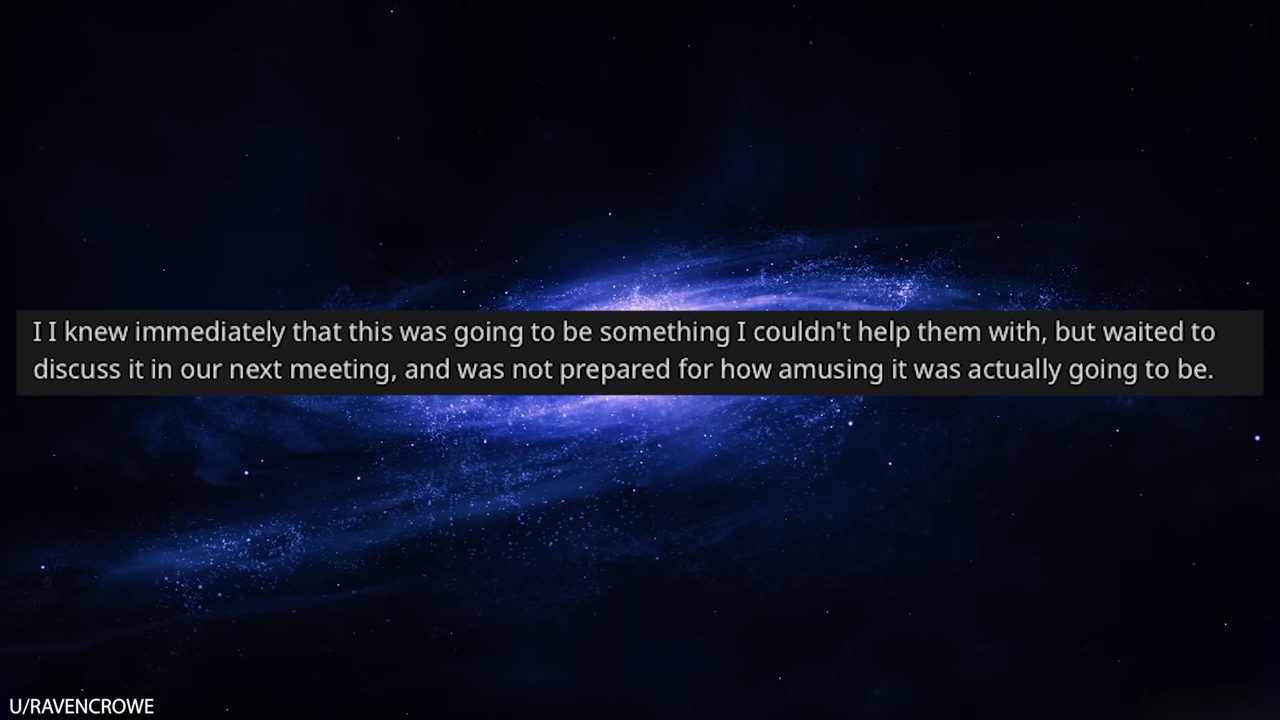 I I knew immediately that this was going to be something I couldn't help them with, but waited to
discuss it in our next meeting, and was not prepared for how amusing it was actually going to be.
U/RAVENCROWE